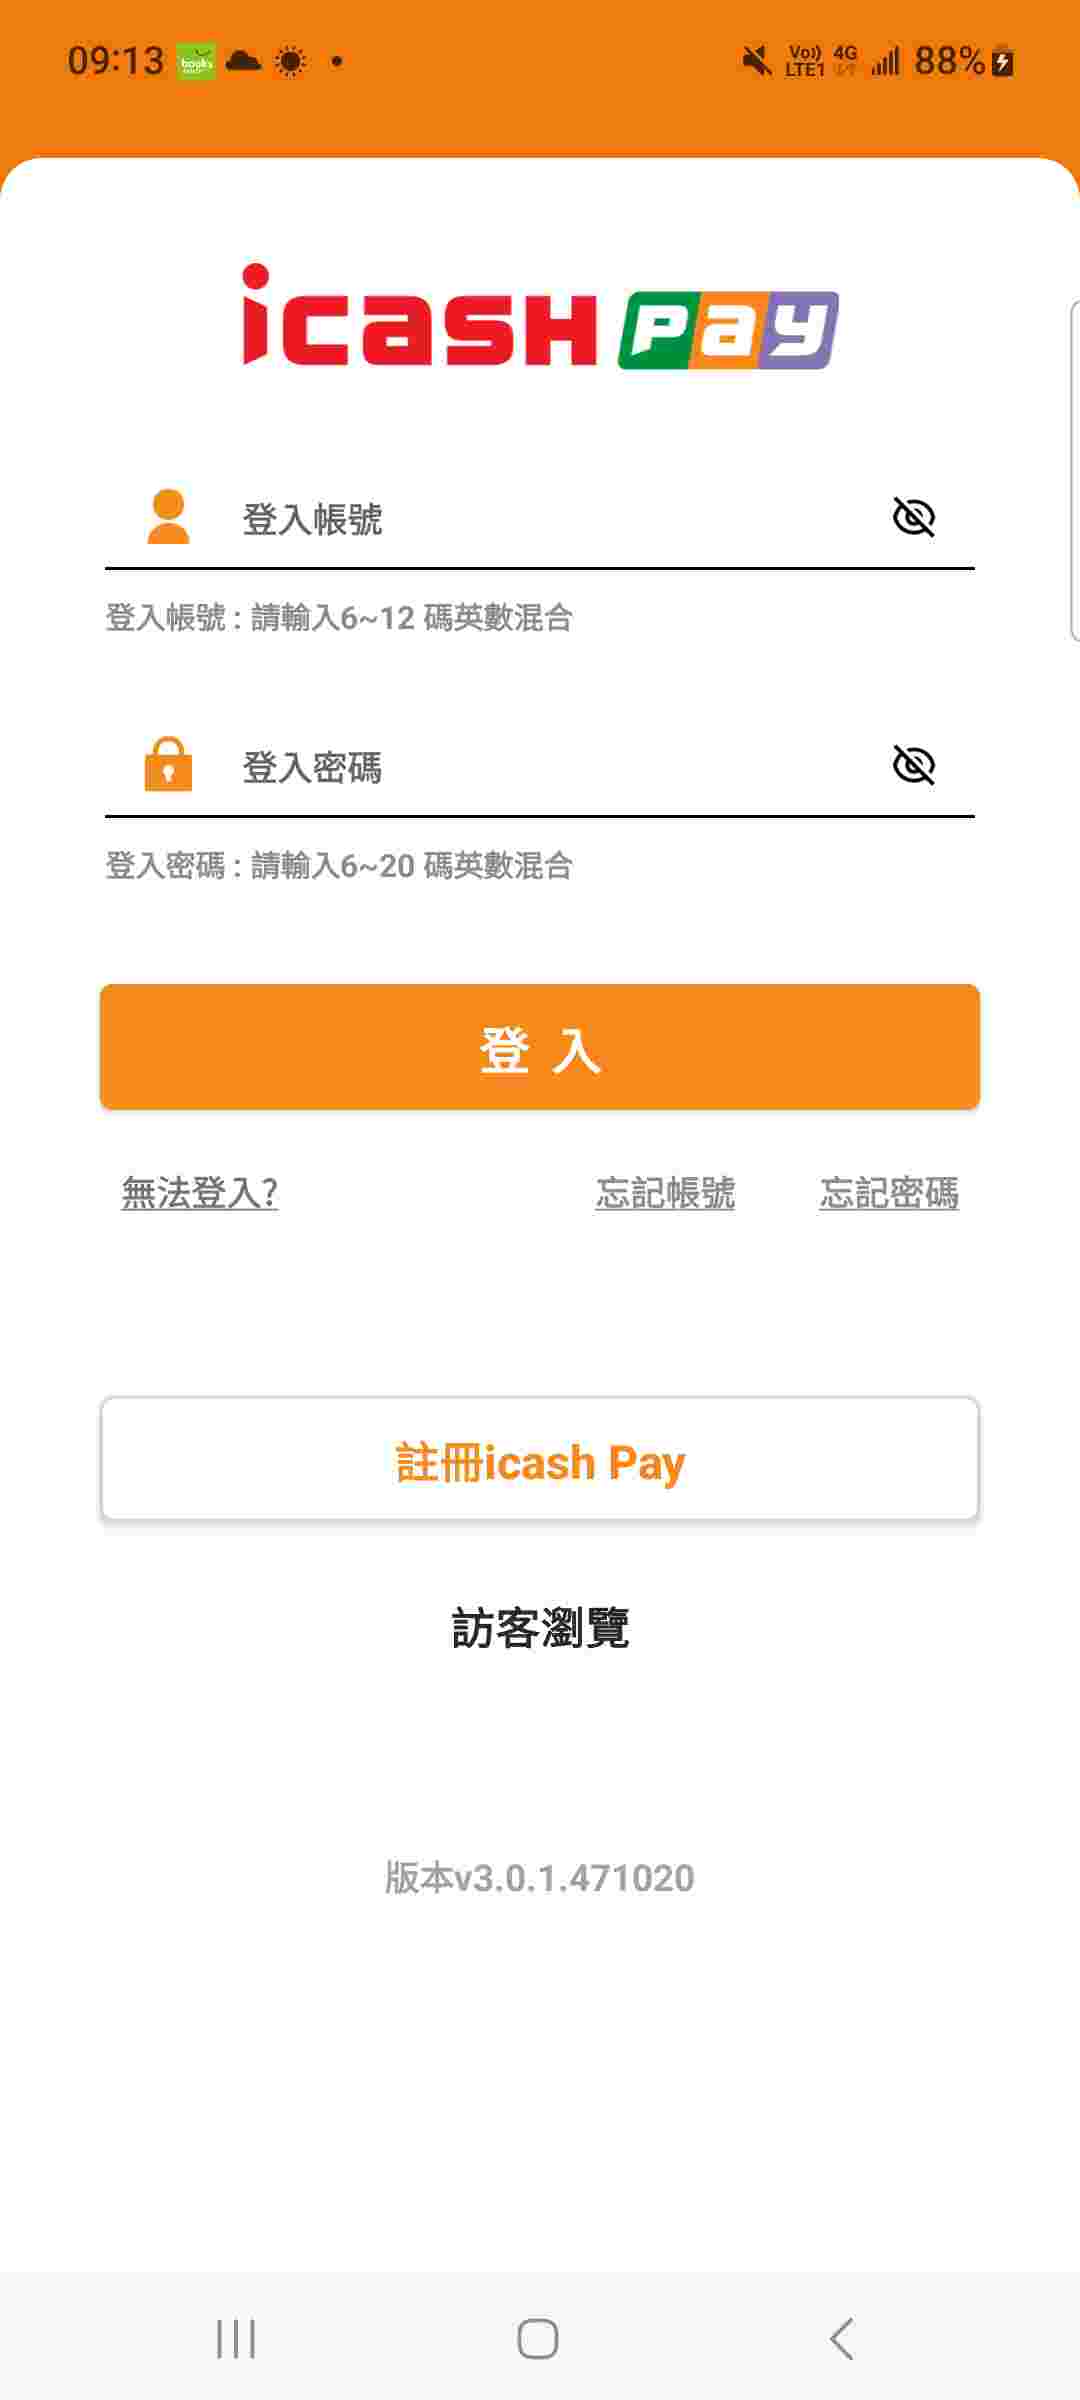 09:13 books Vo)) LTE1 4G 88%
icash Pay
登入帳號
登入帳號 : 請輸入6~12 碼英數混合
登入密碼
登入密碼 : 請輸入6~20 碼英數混合
登 入
無法登入? 忘記帳號 忘記密碼
註冊icash Pay
訪客瀏覽
版本v3.0.1.471020